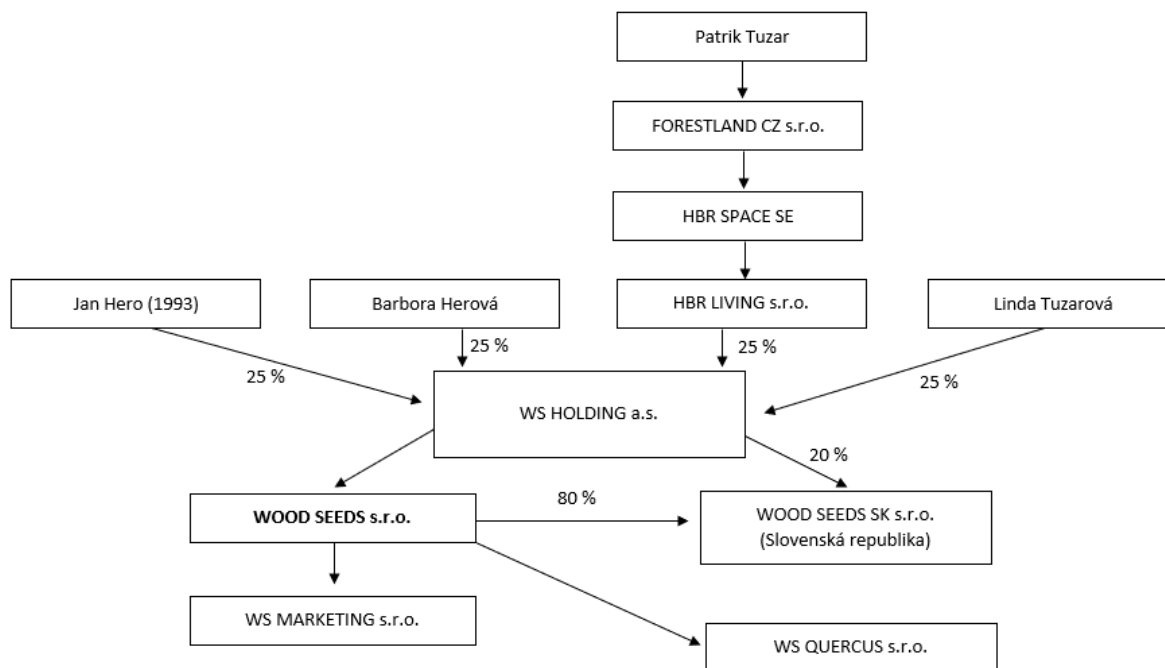 Patrik Tuzar
FORESTLAND CZ s.r.o.
HBR SPACE SE
Jan Hero (1993)
Barbora Herová
HBR LIVING s.r.o.
Linda Tuzarová
25 %
25 %
25 %
25 %
WS HOLDING a.s.
20 %
80 %
WOOD SEEDS s.r.o.
WOOD SEEDS SK s.r.o.
(Slovenská republika)
WS MARKETING s.r.o.
WS QUERCUS s.r.o.